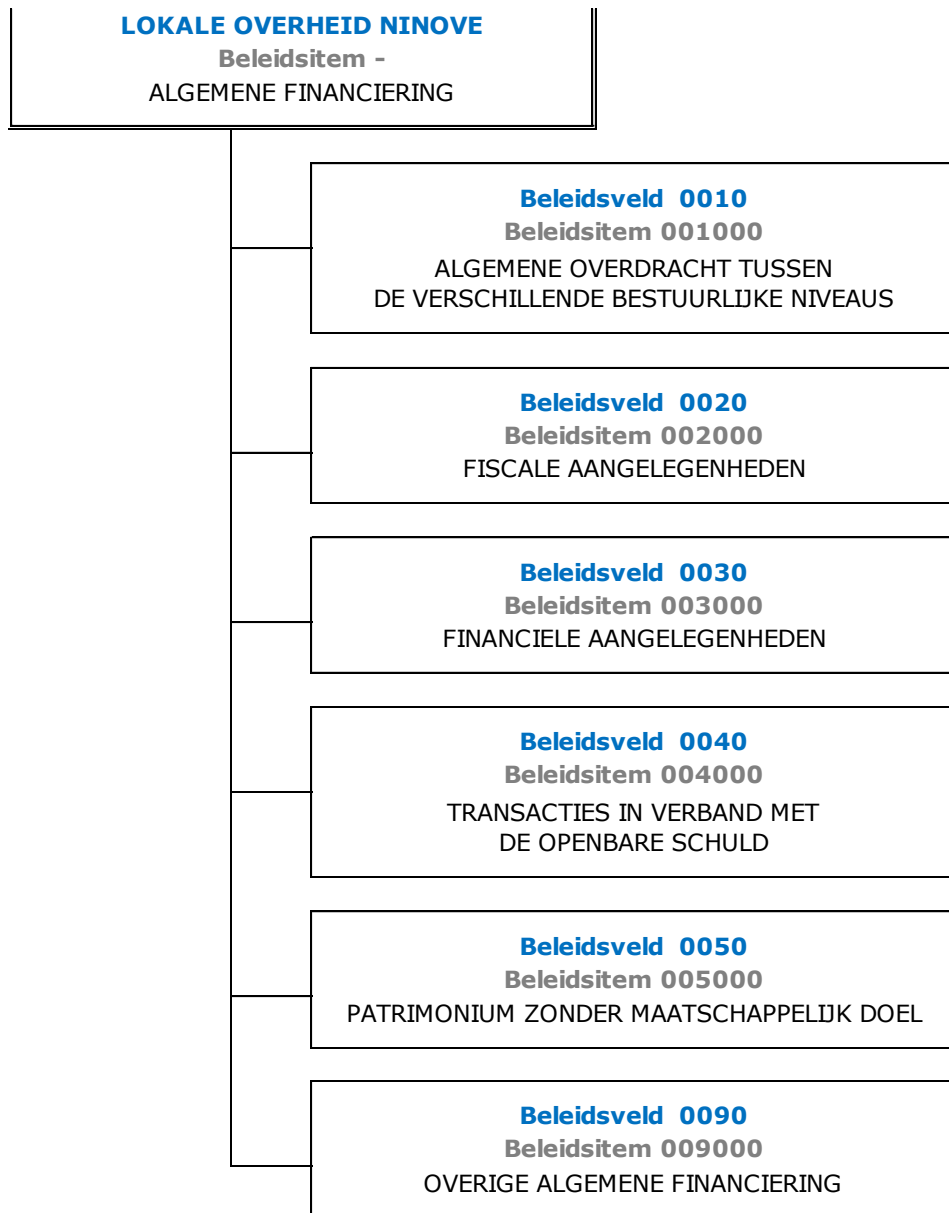 LOKALE OVERHEID NINOVE
Beleidsitem -
ALGEMENE FINANCIERING
Beleidsveld 0010
Beleidsitem 001000
ALGEMENE OVERDRACHT TUSSEN
DE VERSCHILLENDE BESTUURLIJKE NIVEAUS
Beleidsveld 0020
Beleidsitem 002000
FISCALE AANGELEGENHEDEN
Beleidsveld 0030
Beleidsitem 003000
FINANCIELE AANGELEGENHEDEN
Beleidsveld 0040
Beleidsitem 004000
TRANSACTIES IN VERBAND MET
DE OPENBARE SCHULD
Beleidsveld 0050
Beleidsitem 005000
PATRIMONIUM ZONDER MAATSCHAPPELIJK DOEL
Beleidsveld 0090
Beleidsitem 009000
OVERIGE ALGEMENE FINANCIERING